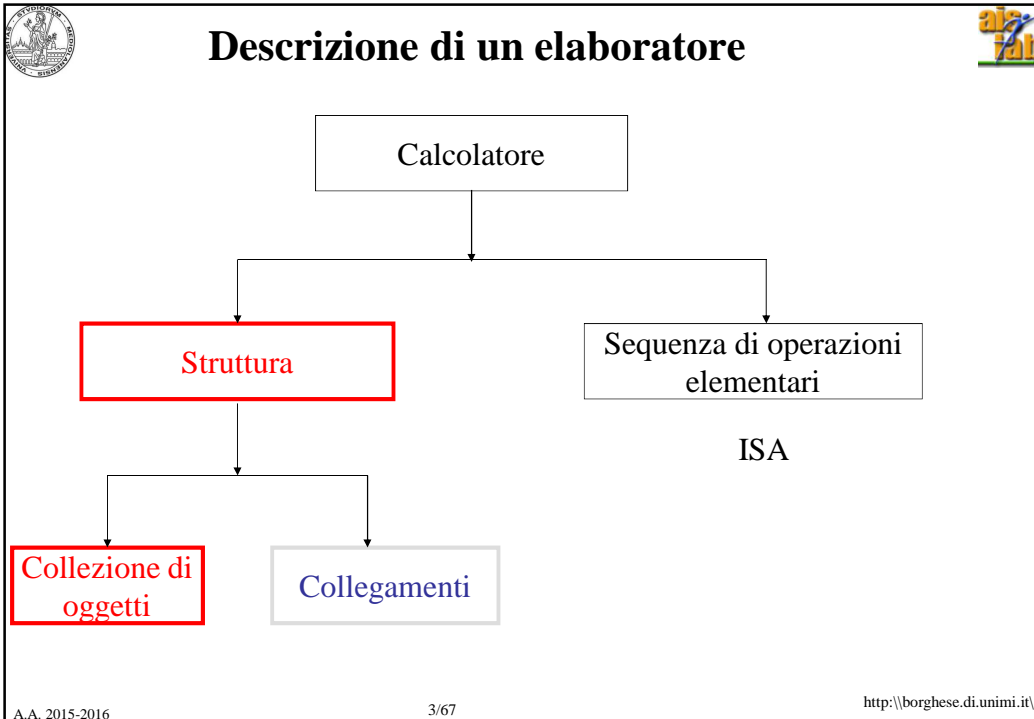 Descrizione di un elaboratore
Calcolatore
Struttura
Sequenza di operazioni
elementari
ISA
Collezione di
oggetti
Collegamenti
A.A. 2015-2016
3/67
http:\\borghese.di.unimi.it\